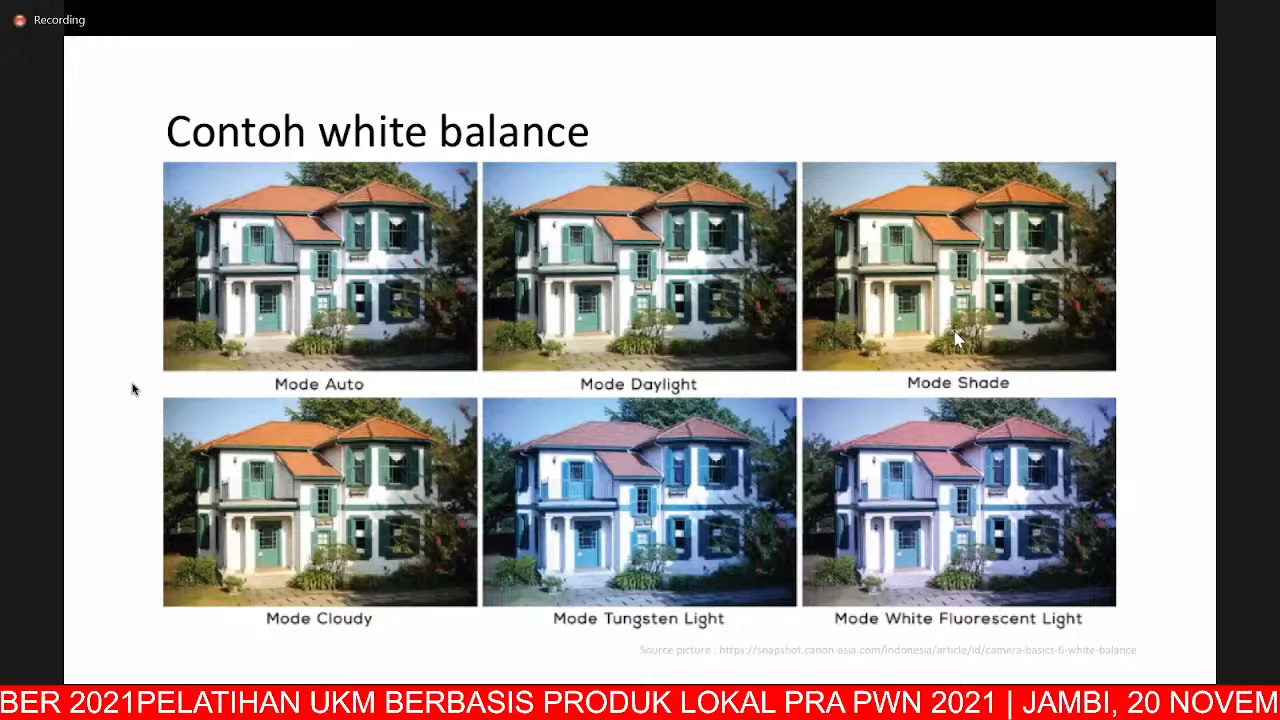 Recording
Contoh white balance
Mode Auto
Mode Daylight
Mode Shade
Mode Cloudy
Mode Tungsten Light
Mode White Fluorescent Light
Source picture : https://snapshot.canon-asia.com/indonesia/article/id/camera-basics-6-white-balance
BER 2021PELATIHAN UKM BERBASIS PRODUK LOKAL PRA PWN 2021 | JAMBI, 20 NOVEM